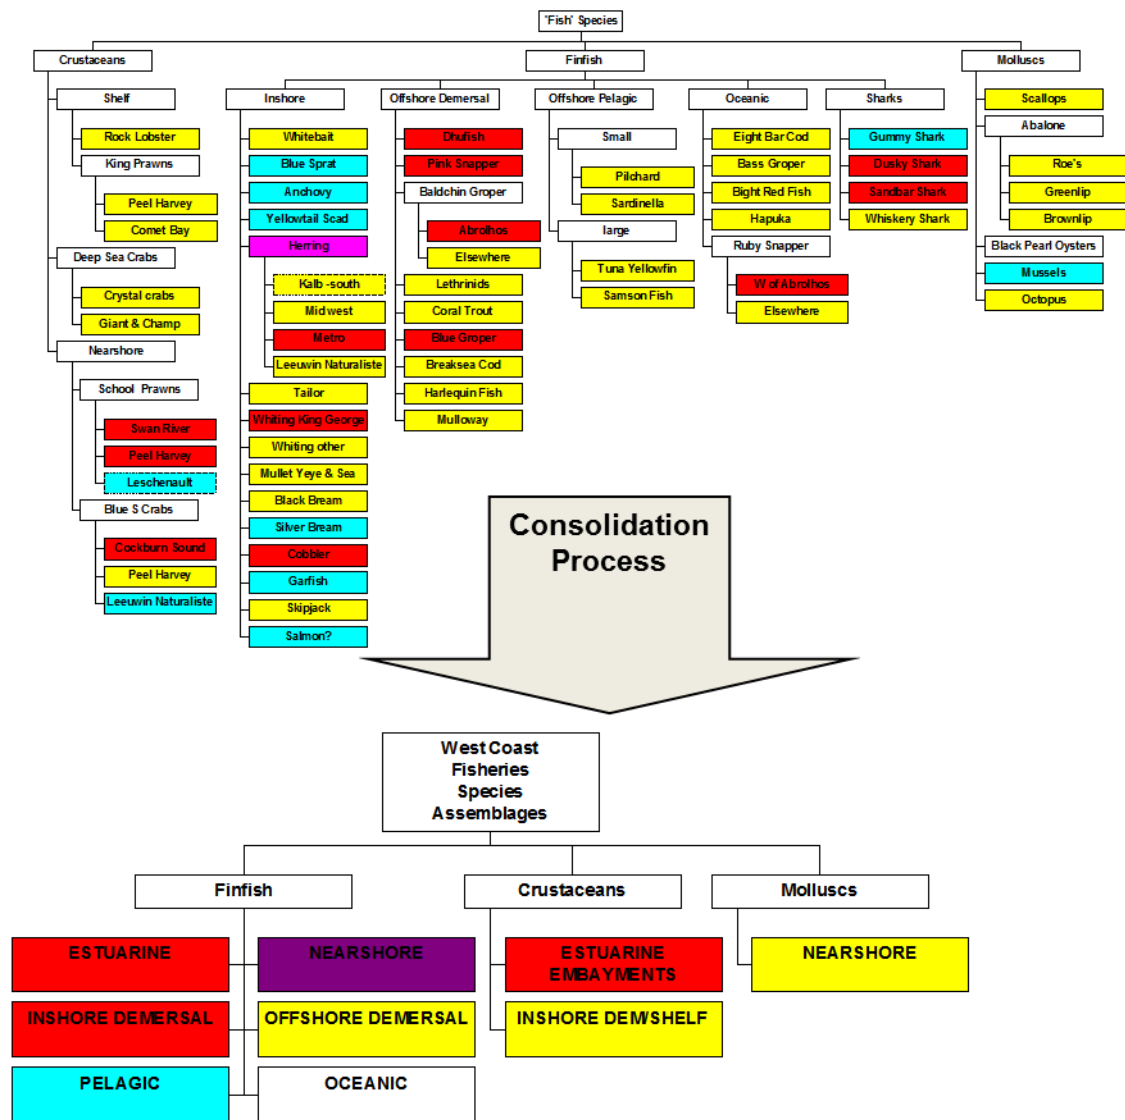 'Fish' Species
Crustaceans
Finfish
Molluscs
Shelf
Rock Lobster
King Prawns
Peel Harvey
Comet Bay
Deep Sea Crabs
Crystal crabs
Giant & Champ
Nearshore
School Prawns
Swan River
Peel Harvey
Leschenault
Blue S Crabs
Cockburn Sound
Peel Harvey
Leeuwin Naturaliste
Inshore
Whitebait
Blue Sprat
Anchovy
Yellowtail Scad
Herring
Kalb -south
Mid west
Metro
Leeuwin Naturaliste
Tailor
Whiting King George
Whiting other
Mullet Yeye & Sea
Black Bream
Silver Bream
Cobbler
Garfish
Skipjack
Salmon?
Offshore Demersal
Dhufish
Pink Snapper
Baldchin Groper
Abrolhos
Elsewhere
Lethrinids
Coral Trout
Blue Groper
Breaksea Cod
Harlequin Fish
Mulloway
Offshore Pelagic
Small
Pilchard
Sardinella
large
Tuna Yellowfin
Samson Fish
Oceanic
Eight Bar Cod
Bass Groper
Bight Red Fish
Hapuka
Ruby Snapper
W of Abrolhos
Elsewhere
Sharks
Gummy Shark
Dusky Shark
Sandbar Shark
Whiskery Shark
Scallops
Abalone
Roe's
Greenlip
Brownlip
Black Pearl Oysters
Mussels
Octopus
Consolidation
Process
West Coast
Fisheries
Species
Assemblages
Finfish
Crustaceans
Molluscs
ESTUARINE
NEARSHORE
INSHORE DEMERSAL
OFFSHORE DEMERSAL
PELAGIC
OCEANIC
ESTUARINE
EMBAYMENTS
INSHORE DEM/SHELF
NEARSHORE